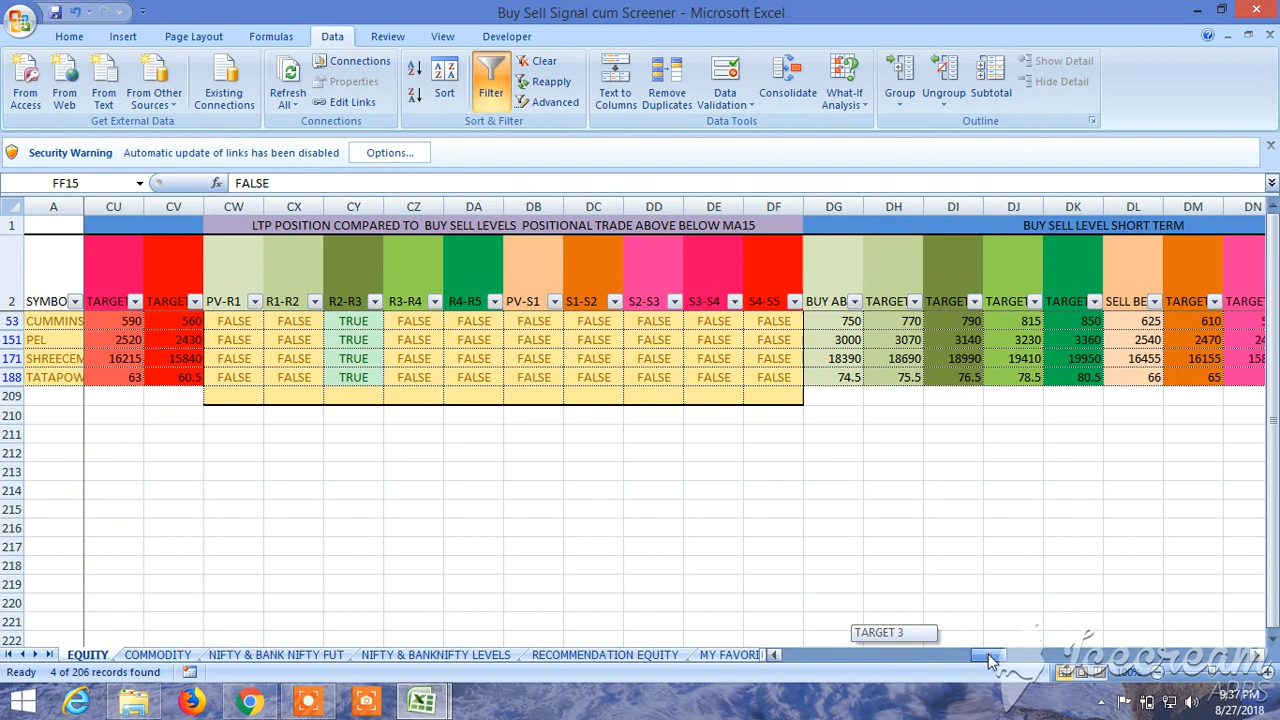 Buy Sell Signal cum Screener - Microsoft Excel
Home Insert Page Layout Formulas Data Review View Developer
From Access From Web From Text From Other Sources Existing Connections Refresh All Connections Properties Edit Links Sort Filter Clear Reapply Advanced Text to Columns Remove Duplicates Data Validation Consolidate What-If Analysis Group Ungroup Subtotal Show Detail Hide Detail
Get External Data Connections Sort & Filter Data Tools Outline
Security Warning Automatic update of links has been disabled Options...
FF15 fx FALSE
A CU CV CW CX CY CZ DA DB DC DD DE DF DG DH DI DJ DK DL DM DN
1 LTP POSITION COMPARED TO BUY SELL LEVELS POSITIONAL TRADE ABOVE BELOW MA15 BUY SELL LEVEL SHORT TERM
2 SYMBO TARGET TARGET PV-R1 R1-R2 R2-R3 R3-R4 R4-R5 PV-S1 S1-S2 S2-S3 S3-S4 S4-S5 BUY AB TARGET TARGET TARGET TARGET SELL BE TARGET TARGET
53 CUMMINS 590 560 FALSE FALSE TRUE FALSE FALSE FALSE FALSE FALSE FALSE FALSE 750 770 790 815 850 625 610
151 PEL 2520 2430 FALSE FALSE TRUE FALSE FALSE FALSE FALSE FALSE FALSE FALSE 3000 3070 3140 3230 3360 2540 2470
171 SHREECEM 16215 15840 FALSE FALSE TRUE FALSE FALSE FALSE FALSE FALSE FALSE FALSE 18390 18690 18990 19410 19950 16455 16155
188 TATAPOW 63 60.5 FALSE FALSE TRUE FALSE FALSE FALSE FALSE FALSE FALSE FALSE 74.5 75.5 76.5 78.5 80.5 66 65
209
210
211
212
213
214
215
216
217
218
219
220
221
222
TARGET 3
EQUITY COMMODITY NIFTY & BANK NIFTY FUT NIFTY & BANKNIFTY LEVELS RECOMMENDATION EQUITY MY FAVORI
Ready 4 of 206 records found 100%
Icecream APPS
9:37 PM
8/27/2018